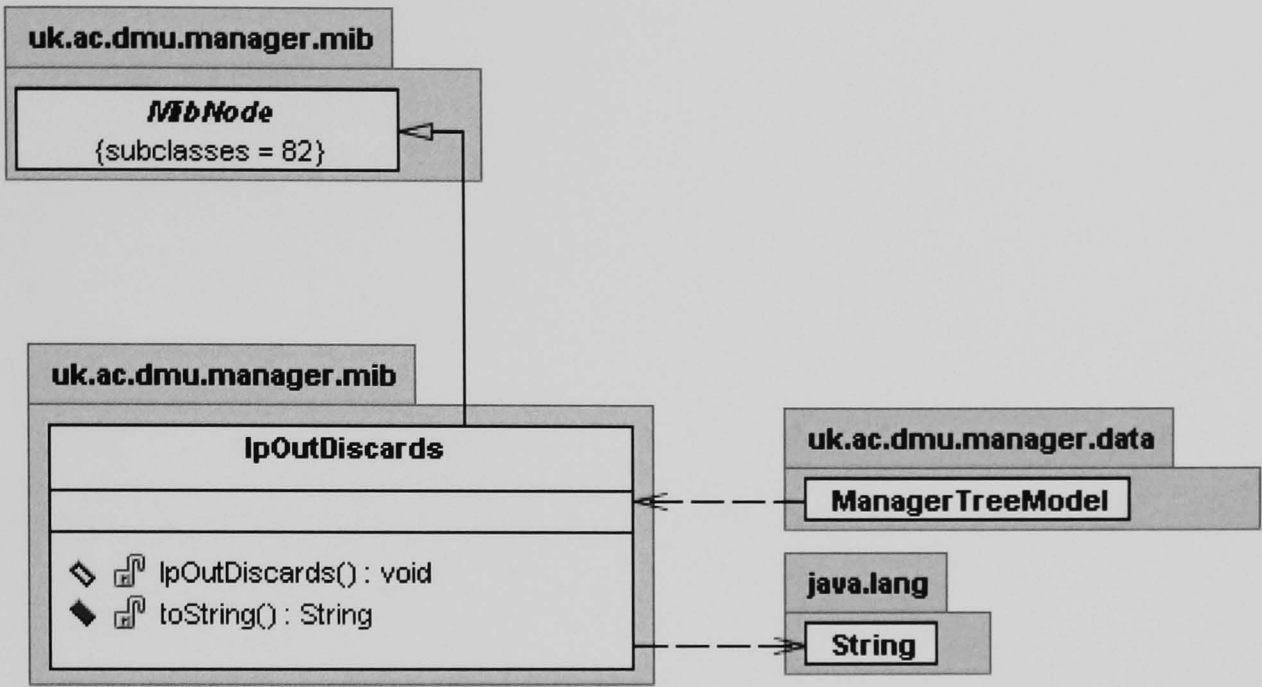 uk.ac.dmu.manager.mib
MibNode
{subclasses = 82}
uk.ac.dmu.manager.mib
IpOutDiscards
IpOutDiscards() : void
toString() : String
uk.ac.dmu.manager.data
ManagerTreeModel
java.lang
String